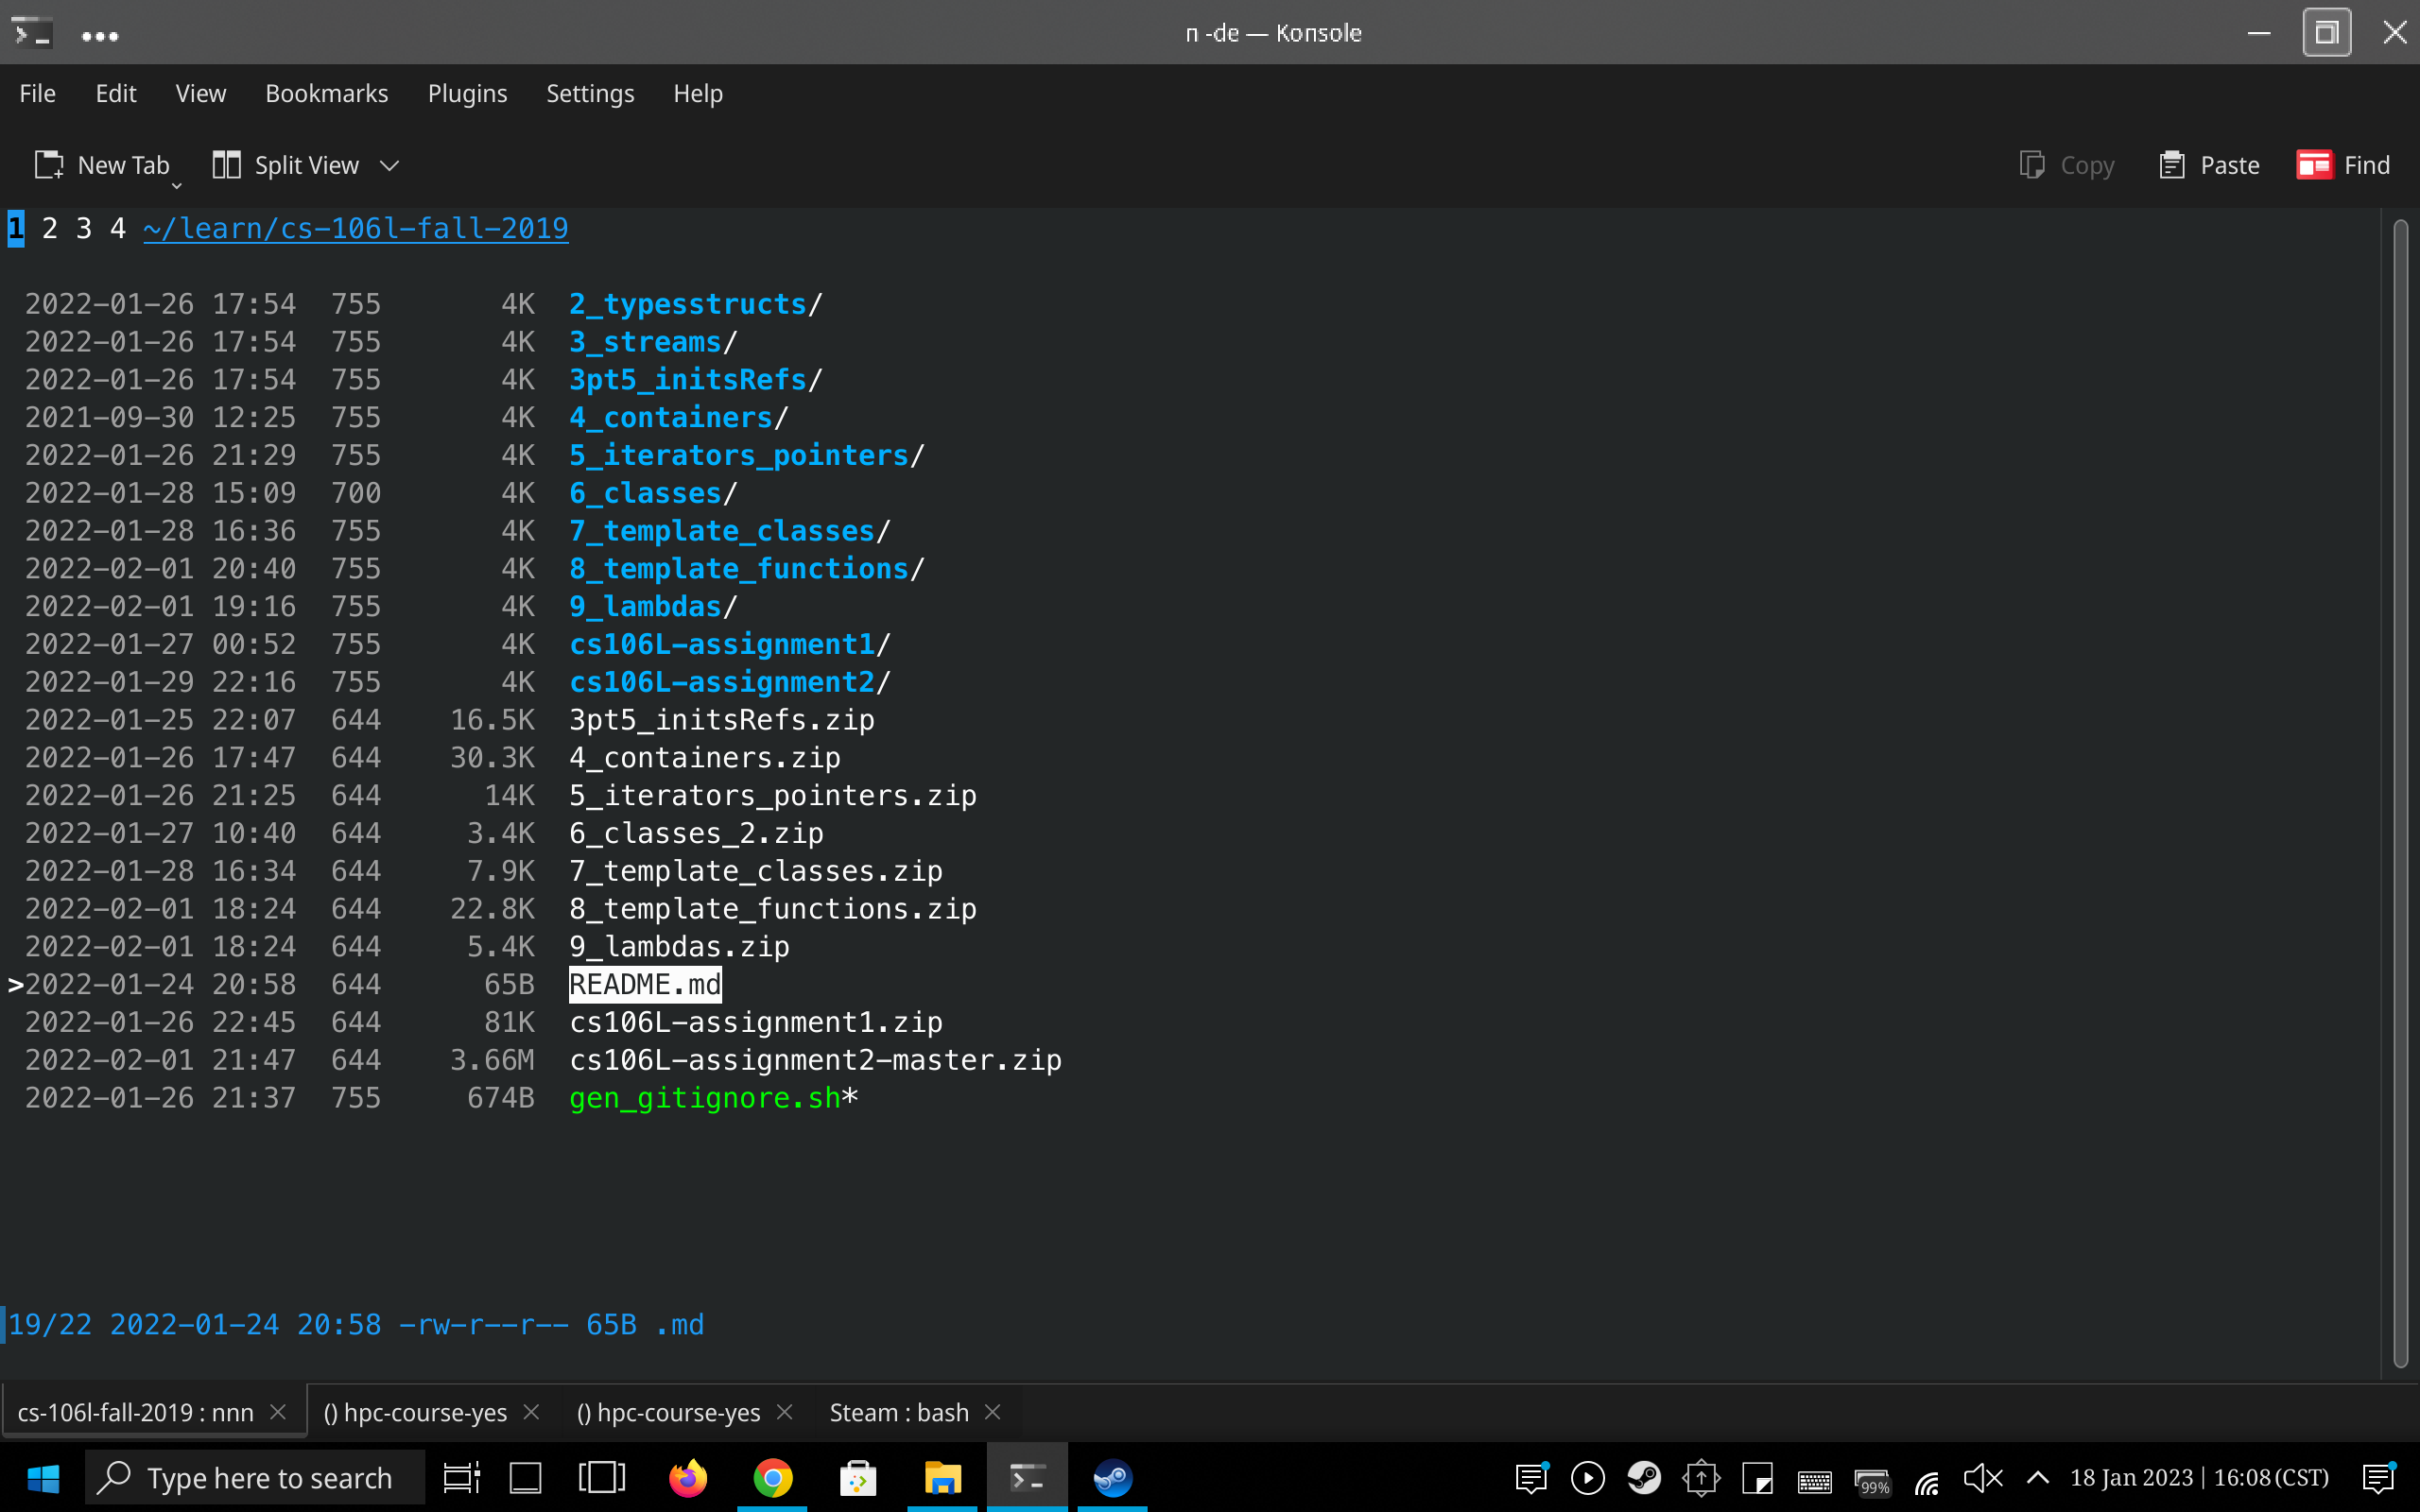 n -de — Konsole
File Edit View Bookmarks Plugins Settings Help
New Tab Split View Copy Paste Find
1 2 3 4 ~/learn/cs-106l-fall-2019
2022-01-26 17:54 755 4K 2_typesstructs/
2022-01-26 17:54 755 4K 3_streams/
2022-01-26 17:54 755 4K 3pt5_initsRefs/
2021-09-30 12:25 755 4K 4_containers/
2022-01-26 21:29 755 4K 5_iterators_pointers/
2022-01-28 15:09 700 4K 6_classes/
2022-01-28 16:36 755 4K 7_template_classes/
2022-02-01 20:40 755 4K 8_template_functions/
2022-02-01 19:16 755 4K 9_lambdas/
2022-01-27 00:52 755 4K cs106L-assignment1/
2022-01-29 22:16 755 4K cs106L-assignment2/
2022-01-25 22:07 644 16.5K 3pt5_initsRefs.zip
2022-01-26 17:47 644 30.3K 4_containers.zip
2022-01-26 21:25 644 14K 5_iterators_pointers.zip
2022-01-27 10:40 644 3.4K 6_classes_2.zip
2022-01-28 16:34 644 7.9K 7_template_classes.zip
2022-02-01 18:24 644 22.8K 8_template_functions.zip
2022-02-01 18:24 644 5.4K 9_lambdas.zip
>2022-01-24 20:58 644 65B README.md
2022-01-26 22:45 644 81K cs106L-assignment1.zip
2022-02-01 21:47 644 3.66M cs106L-assignment2-master.zip
2022-01-26 21:37 755 674B gen_gitignore.sh*
19/22 2022-01-24 20:58 -rw-r--r-- 65B .md
cs-106l-fall-2019 : nnn () hpc-course-yes () hpc-course-yes Steam : bash
Type here to search 99% 18 Jan 2023 | 16:08(CST)